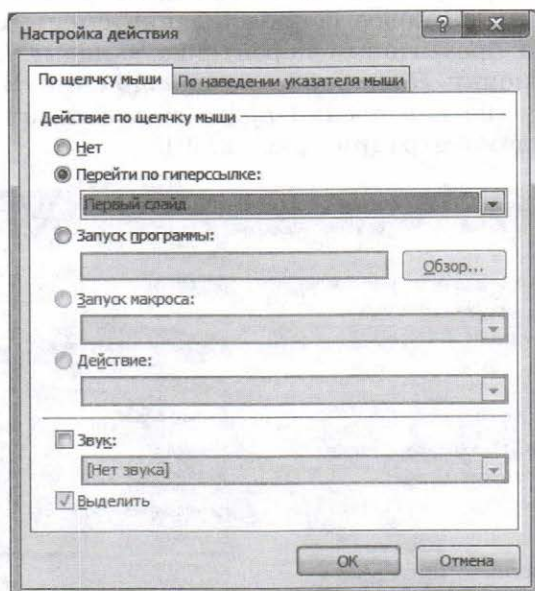 Настройка действия
По щелчку мыши По наведении указателя мыши
Действие по щелчку мыши
Нет
Перейти по гиперссылке:
Первый слайд
Запуск программы:
Обзор...
Запуск макроса:
Действие:
Звук:
[Нет звука]
Выделить
ОК Отмена